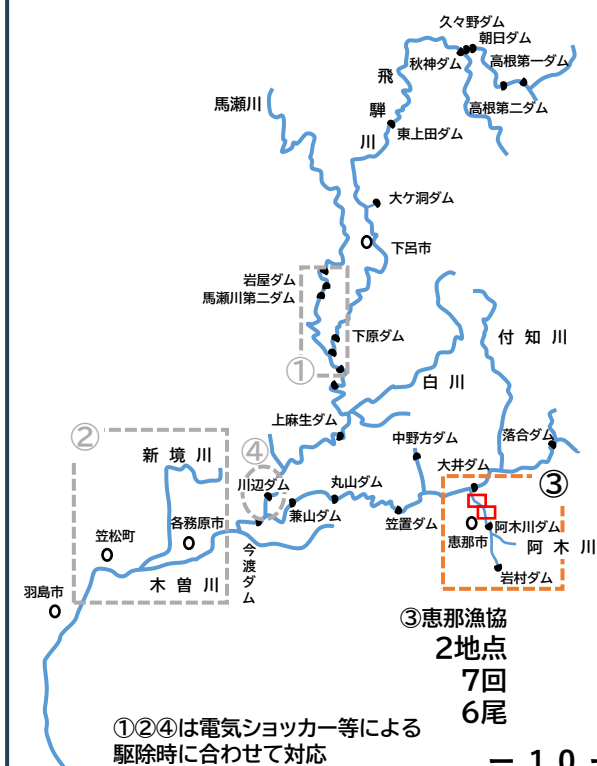 久々野ダム
朝日ダム
秋神ダム
高根第一ダム
高根第二ダム
飛騨川
馬瀬川
東上田ダム
大ケ洞ダム
下呂市
岩屋ダム
馬瀬川第二ダム
下原ダム
①
付知川
白川
上麻生ダム
中野方ダム
落合ダム
②
新境川
④
大井ダム
③
川辺ダム
丸山ダム
兼山ダム
笠置ダム
阿木川ダム
各務原市
笠松町
今渡ダム
恵那市
阿木川
岩村ダム
木曽川
羽島市
③恵那漁協
2地点
7回
6尾
①②④は電気ショッカー等による
駆除時に合わせて対応
－１０－